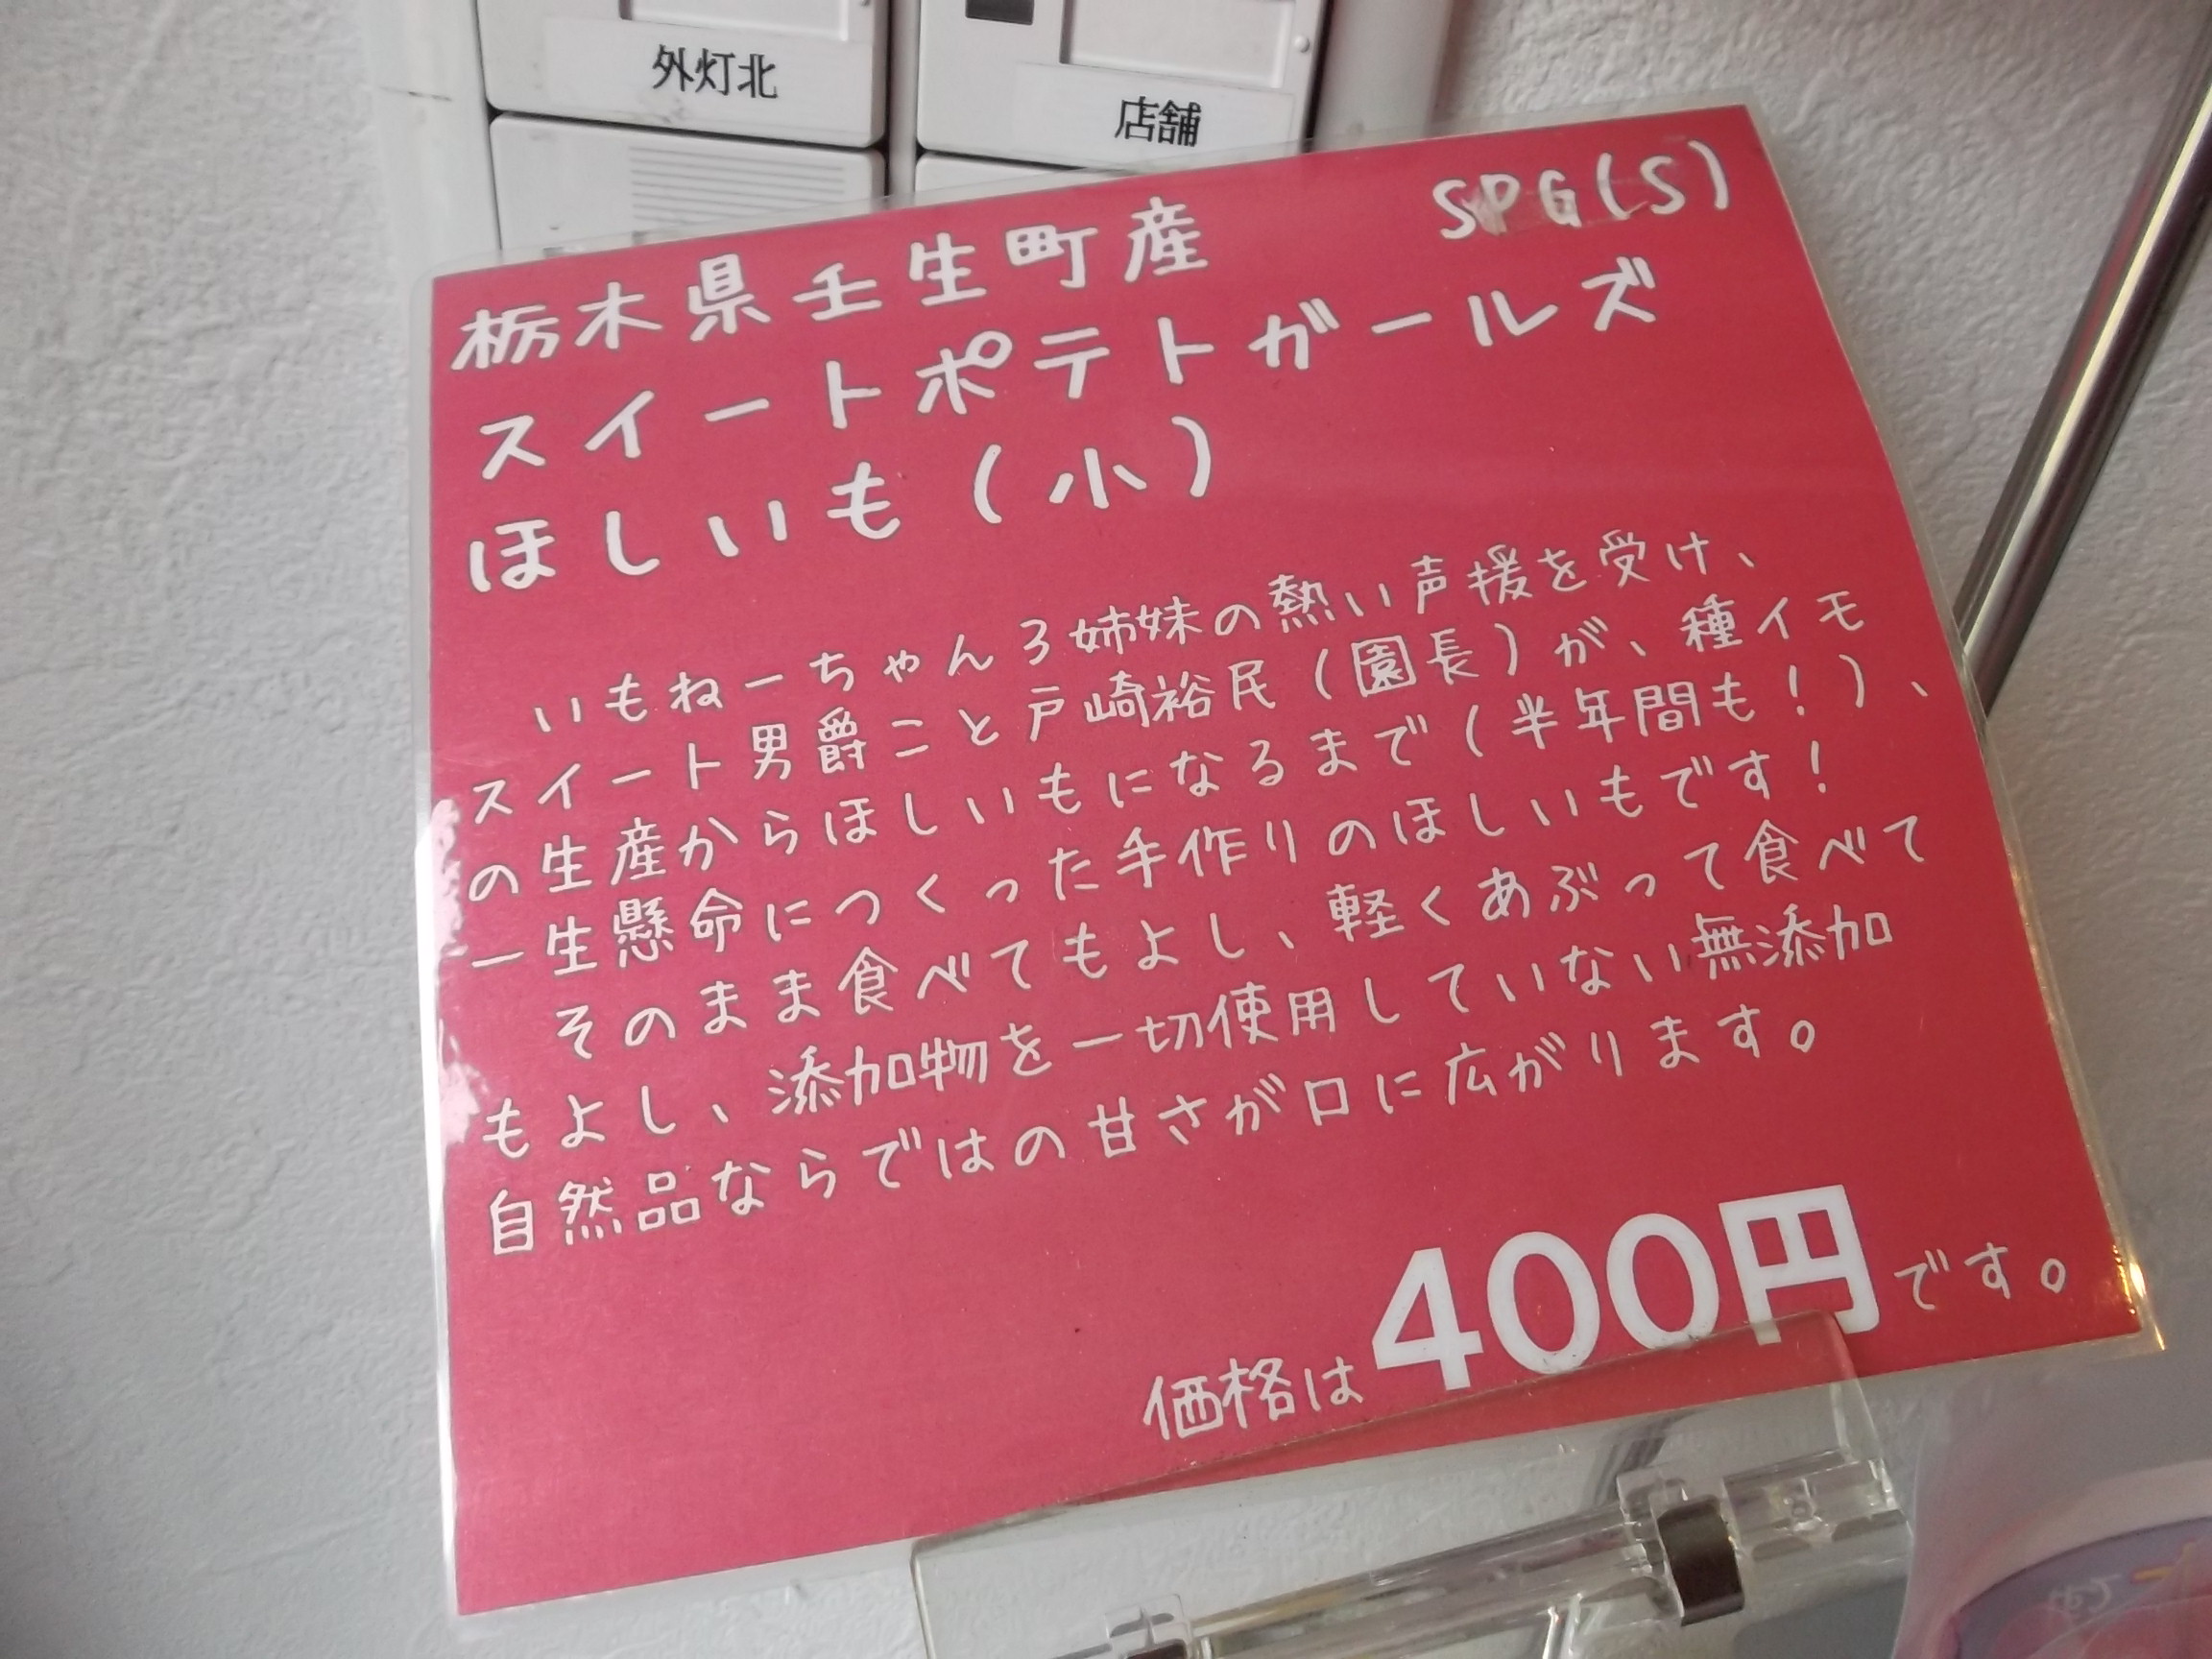 外灯北
店舗
栃木県壬生町産 SPG(S)
スイートポテトガールズ
ほしいも(小)
いもねーちゃん3姉妹の熱い声援を受け、
スイート男爵こと戸崎裕民(園長)が、種イモ
の生産からほしいもになるまで(半年間も!)、
一生懸命につくった手作りのほしいもです!
そのまま食べてもよし、軽くあぶって食べて
もよし、添加物を一切使用していない無添加
自然品ならではの甘さが口に広がります。
価格は400円です。